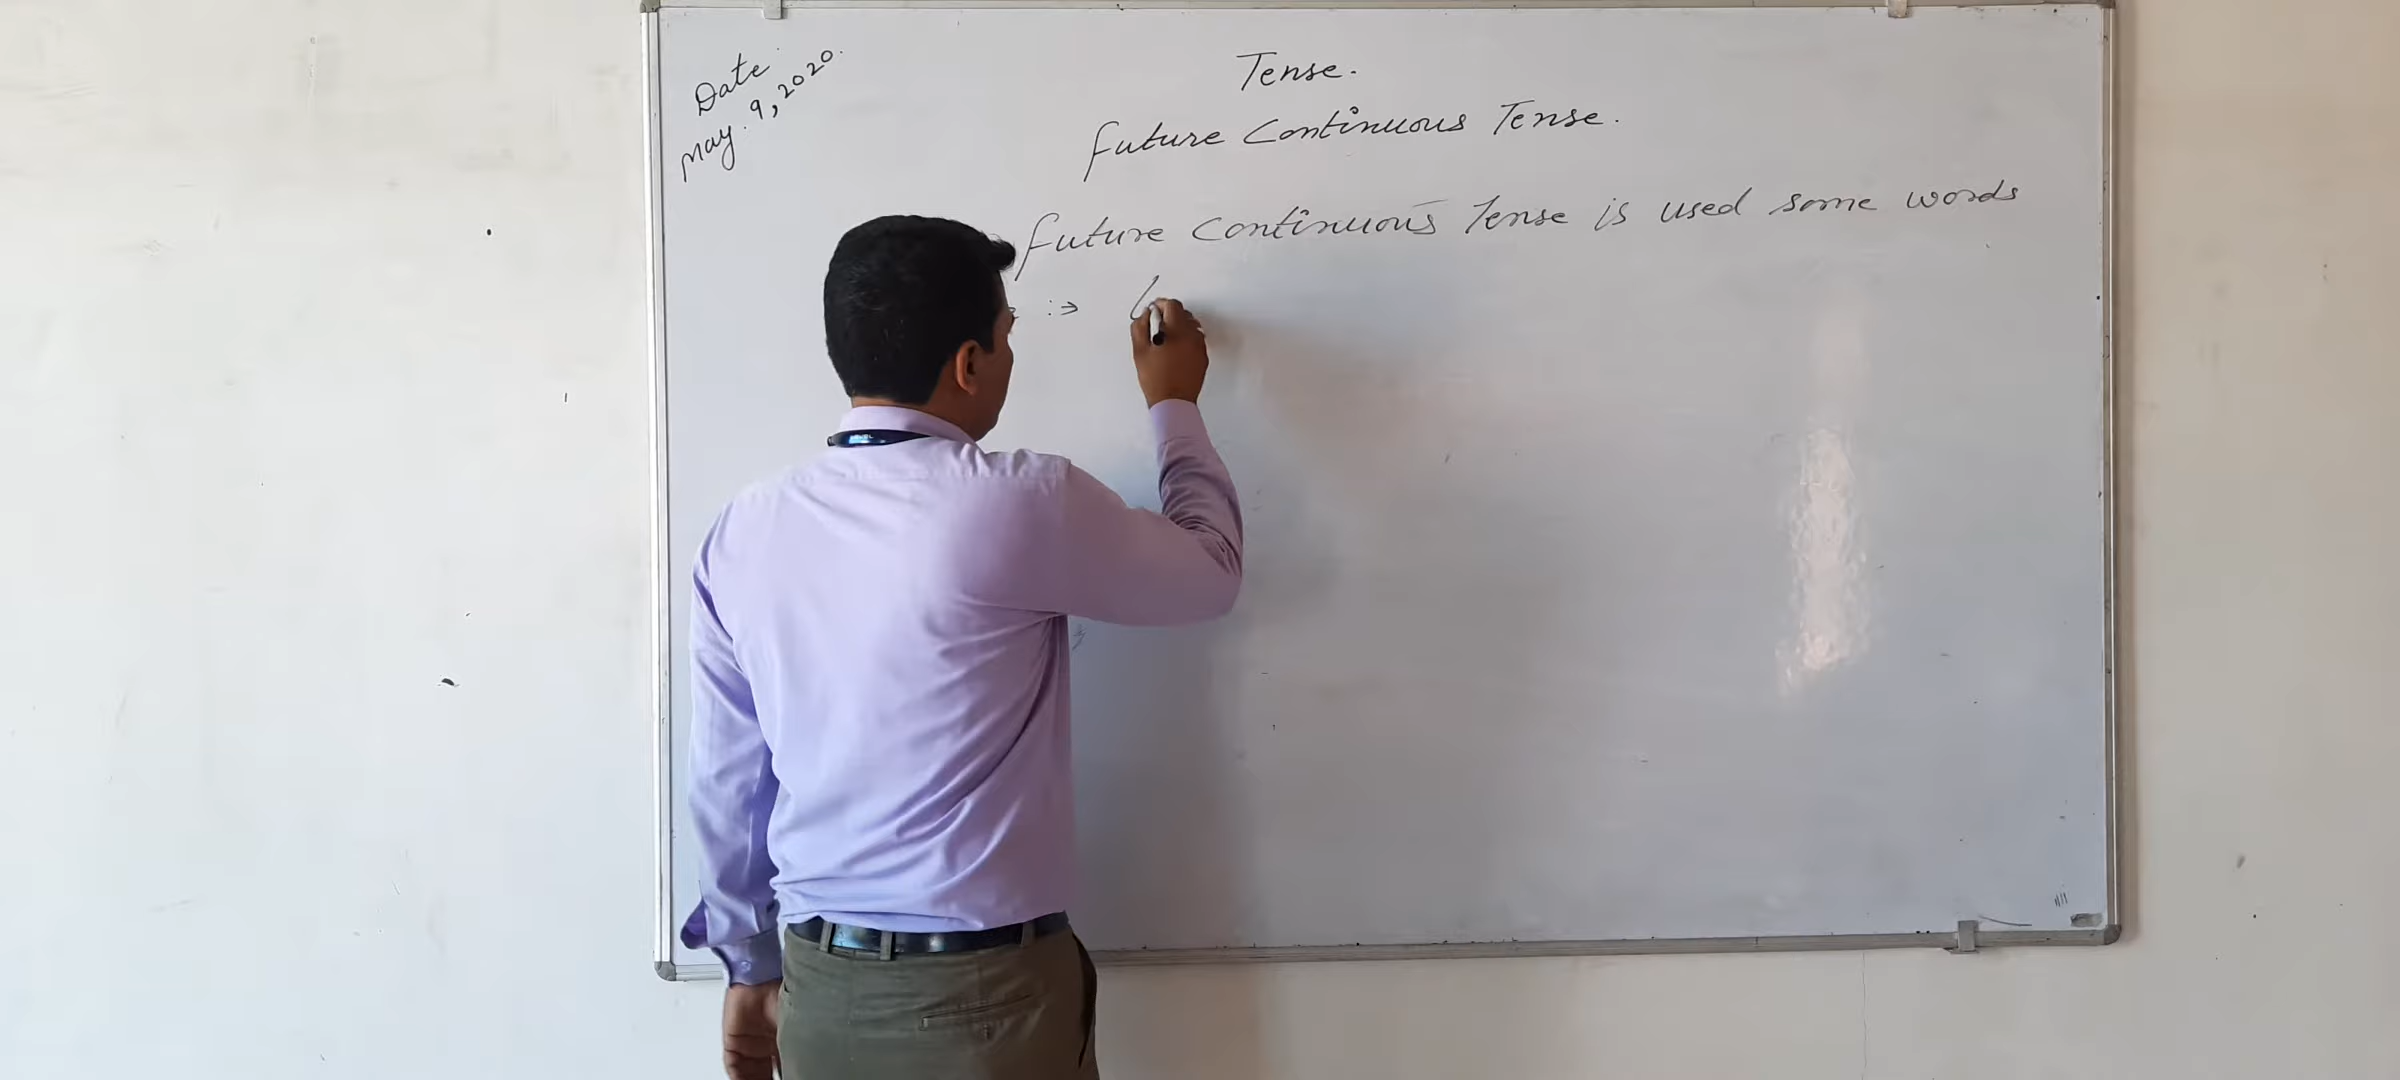 Date
May. 9, 2020.
Tense.
Future Continuous Tense.
Future Continuous Tense is used some words
:⇒